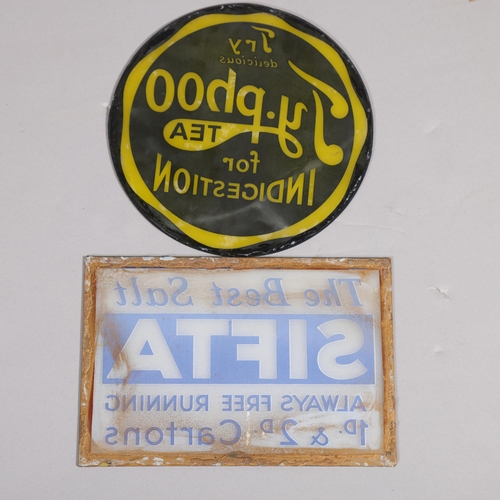 Try
delicious
Ty·phoo
TEA
for
INDIGESTION
The Best Salt
SIFTA
ALWAYS FREE RUNNING
1D. & 2D. Cartons